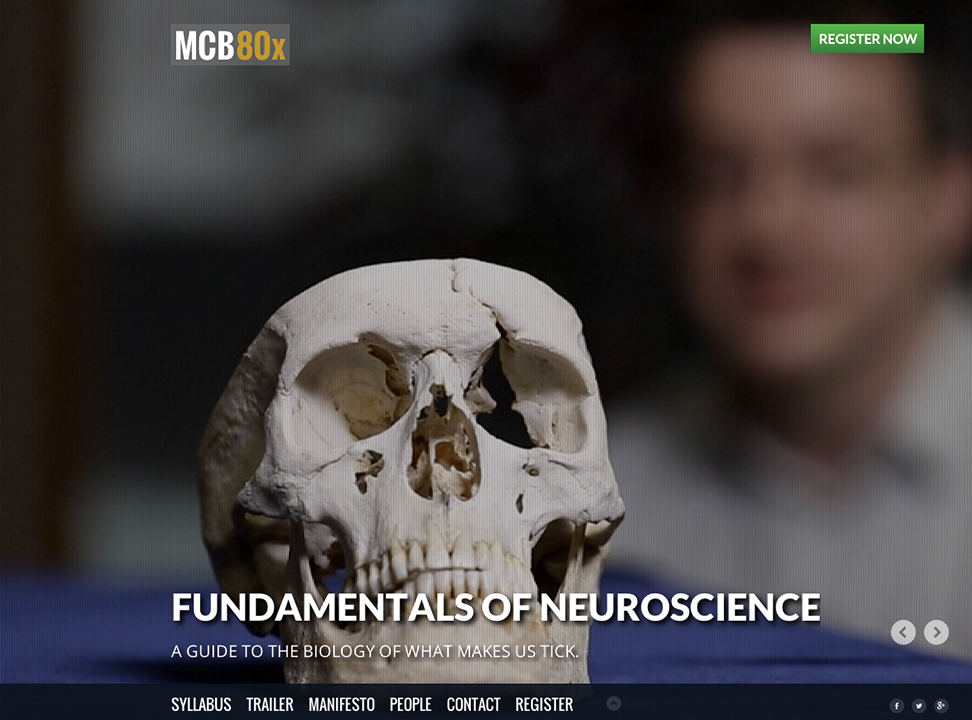 MCB80x
REGISTER NOW
FUNDAMENTALS OF NEUROSCIENCE
A GUIDE TO THE BIOLOGY OF WHAT MAKES US TICK.
SYLLABUS TRAILER MANIFESTO PEOPLE CONTACT REGISTER